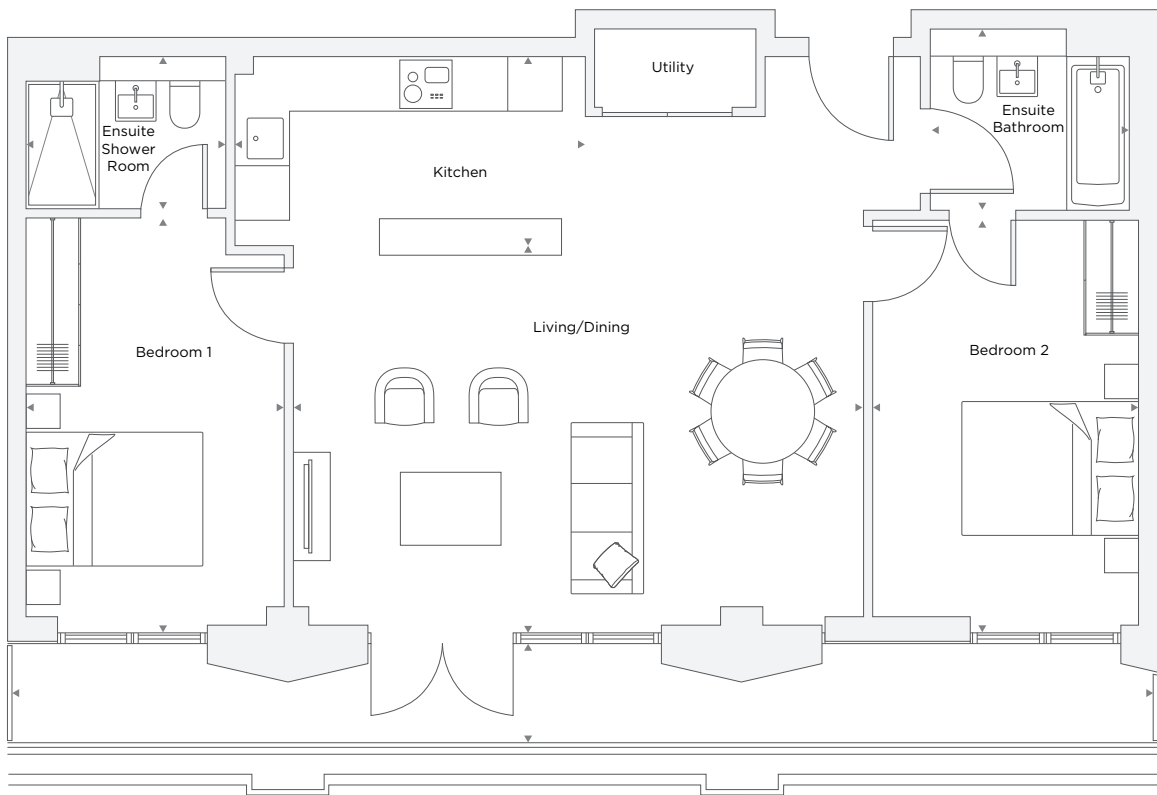 Utility
Ensuite
Shower
Room
Ensuite
Bathroom
Kitchen
Living/Dining
Bedroom 1
Bedroom 2